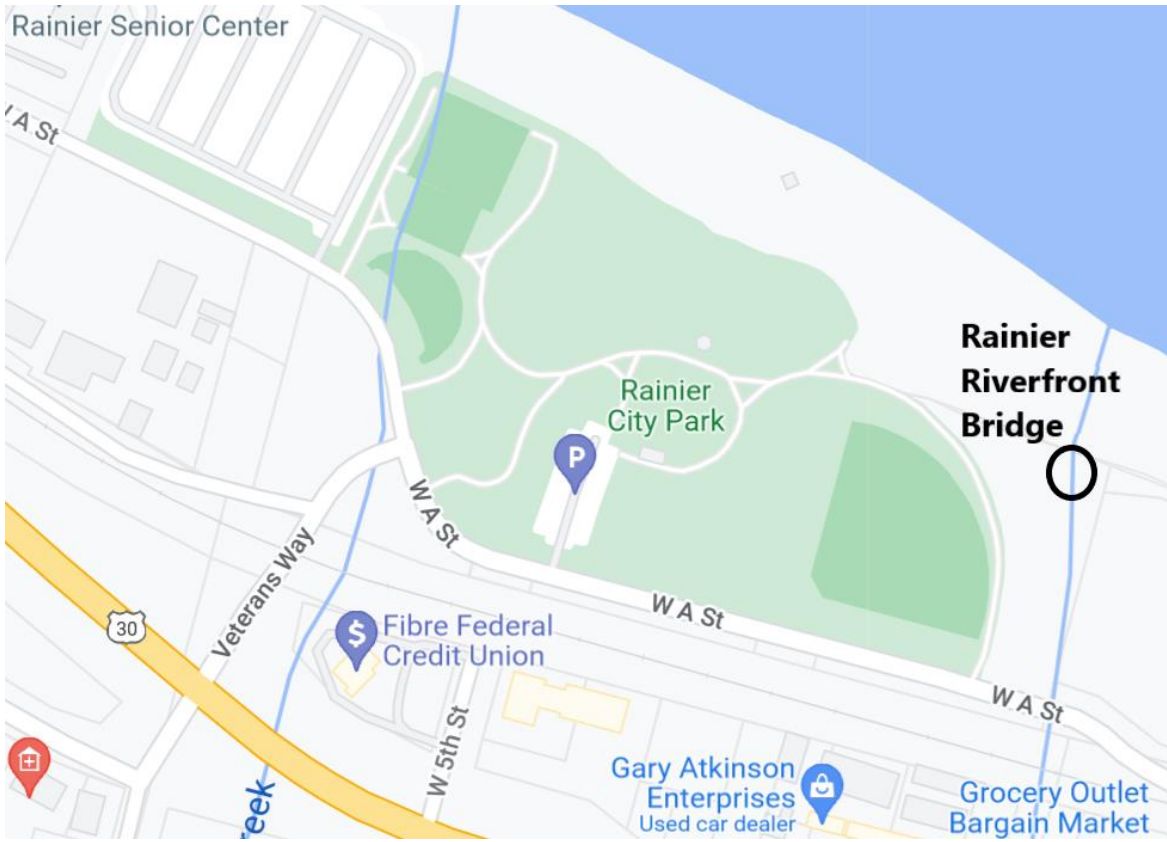 Rainier Senior Center
A St
Rainier
Riverfront
Bridge
Rainier
City Park
P
W A St
W A St
W A St
Veterans Way
30
$
Fibre Federal
Credit Union
W 5th St
Gary Atkinson
Enterprises
Used car dealer
Grocery Outlet
Bargain Market